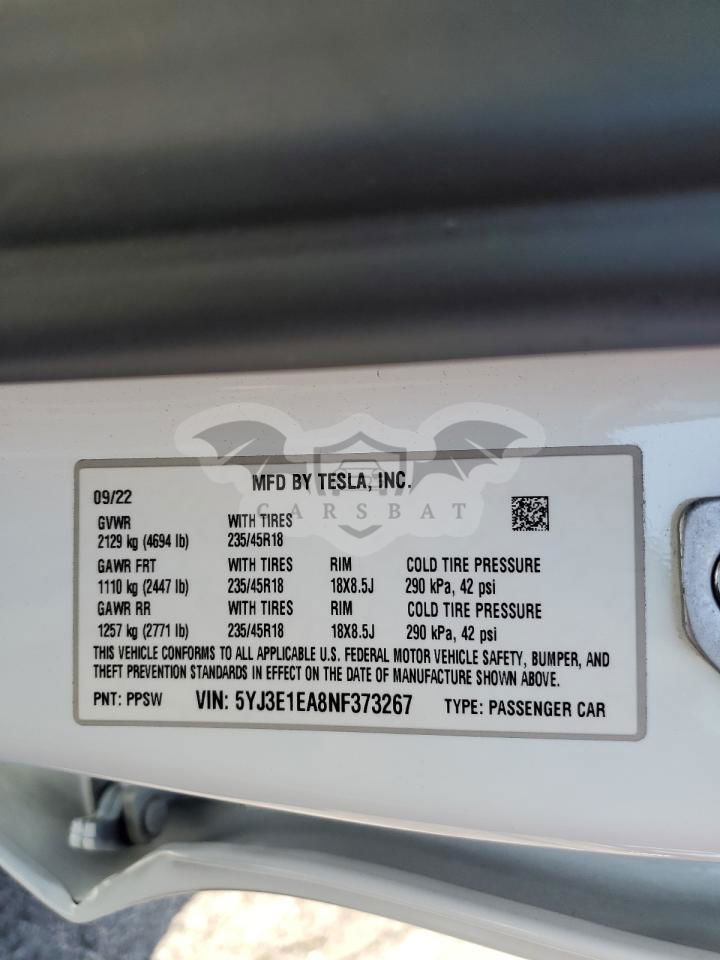 MFD BY TESLA, INC.
09/22
CARSBAT
GVWR WITH TIRES
2129 kg (4694 lb) 235/45R18
GAWR FRT WITH TIRES RIM COLD TIRE PRESSURE
1110 kg (2447 lb) 235/45R18 18X8.5J 290 kPa, 42 psi
GAWR RR WITH TIRES RIM COLD TIRE PRESSURE
1257 kg (2771 lb) 235/45R18 18X8.5J 290 kPa, 42 psi
THIS VEHICLE CONFORMS TO ALL APPLICABLE U.S. FEDERAL MOTOR VEHICLE SAFETY, BUMPER, AND
THEFT PREVENTION STANDARDS IN EFFECT ON THE DATE OF MANUFACTURE SHOWN ABOVE.
PNT: PPSW VIN: 5YJ3E1EA8NF373267 TYPE: PASSENGER CAR